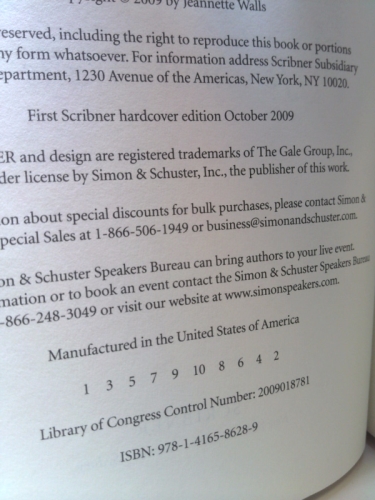 © 2009 by Jeannette Walls
reserved, including the right to reproduce this book or portions
form whatsoever. For information address Scribner Subsidiary
1230 Avenue of the Americas, New York, NY 10020.
First Scribner hardcover edition October 2009
ER and design are registered trademarks of The Gale Group, Inc.,
der license by Simon & Schuster, Inc., the publisher of this work.
on about special discounts for bulk purchases, please contact Simon &
pecial Sales at 1-866-506-1949 or business@simonandschuster.com.
on & Schuster Speakers Bureau can bring authors to your live event.
mation or to book an event contact the Simon & Schuster Speakers Bureau
-866-248-3049 or visit our website at www.simonspeakers.com.
Manufactured in the United States of America
1 3 5 7 9 10 8 6 4 2
Library of Congress Control Number: 2009018781
ISBN: 978-1-4165-8628-9